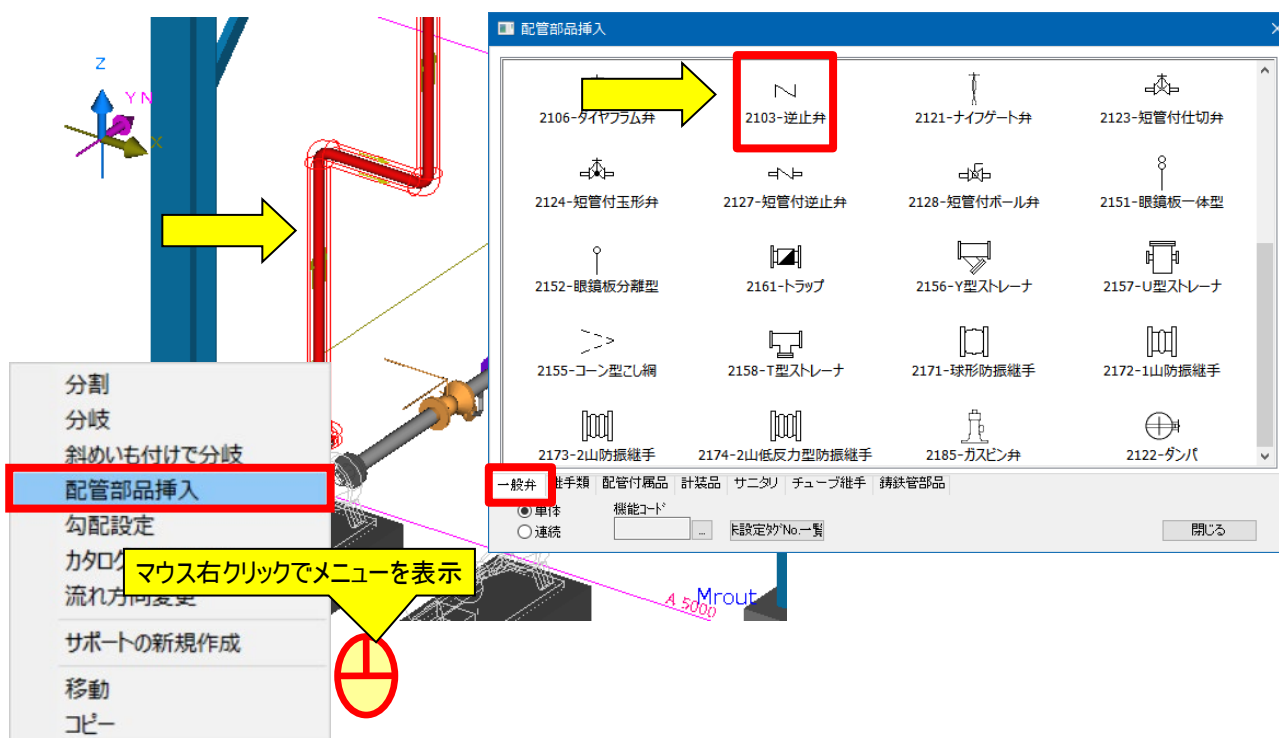 Z
Y N
X
分割
分岐
斜めいも付けで分岐
配管部品挿入
勾配設定
カタログ
流れ方向変更
サポートの新規作成
移動
コピー
マウス右クリックでメニューを表示
A 5000
Mrout
配管部品挿入
2106-ダイヤフラム弁
2103-逆止弁
2121-ナイフゲート弁
2123-短管付仕切弁
2124-短管付玉形弁
2127-短管付逆止弁
2128-短管付ボール弁
2151-眼鏡板一体型
2152-眼鏡板分離型
2161-トラップ
2156-Y型ストレーナ
2157-U型ストレーナ
2155-コーン型こし網
2158-T型ストレーナ
2171-球形防振継手
2172-1山防振継手
2173-2山防振継手
2174-2山低反力型防振継手
2185-ガスピン弁
2122-ダンパ
一般弁 継手類 配管付属品 計装品 サニタリ チューブ継手 鋳鉄管部品
単体
連続
機能コード
...
設定タグNo.一覧
閉じる